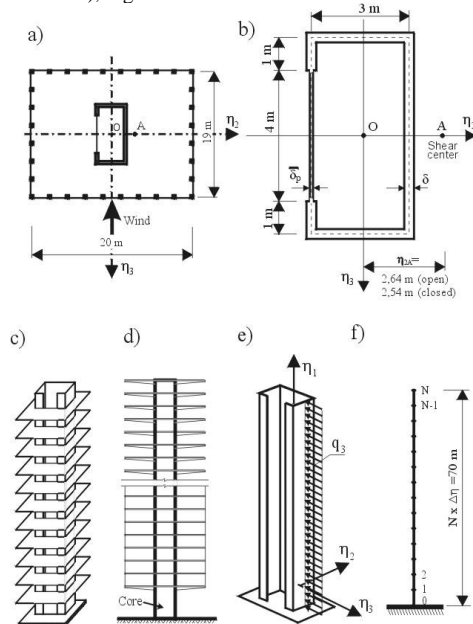 a)
19 m
η2
O
A
Wind
20 m
η3
b)
3 m
1 m
4 m
1 m
O
A
Shear
center
δp
δ
η2A=
2,64 m (open)
2,54 m (closed)
η3
c)
d)
Core
e)
η1
q3
η2
η3
f)
N
N-1
N x Δη =70 m
2
1
0